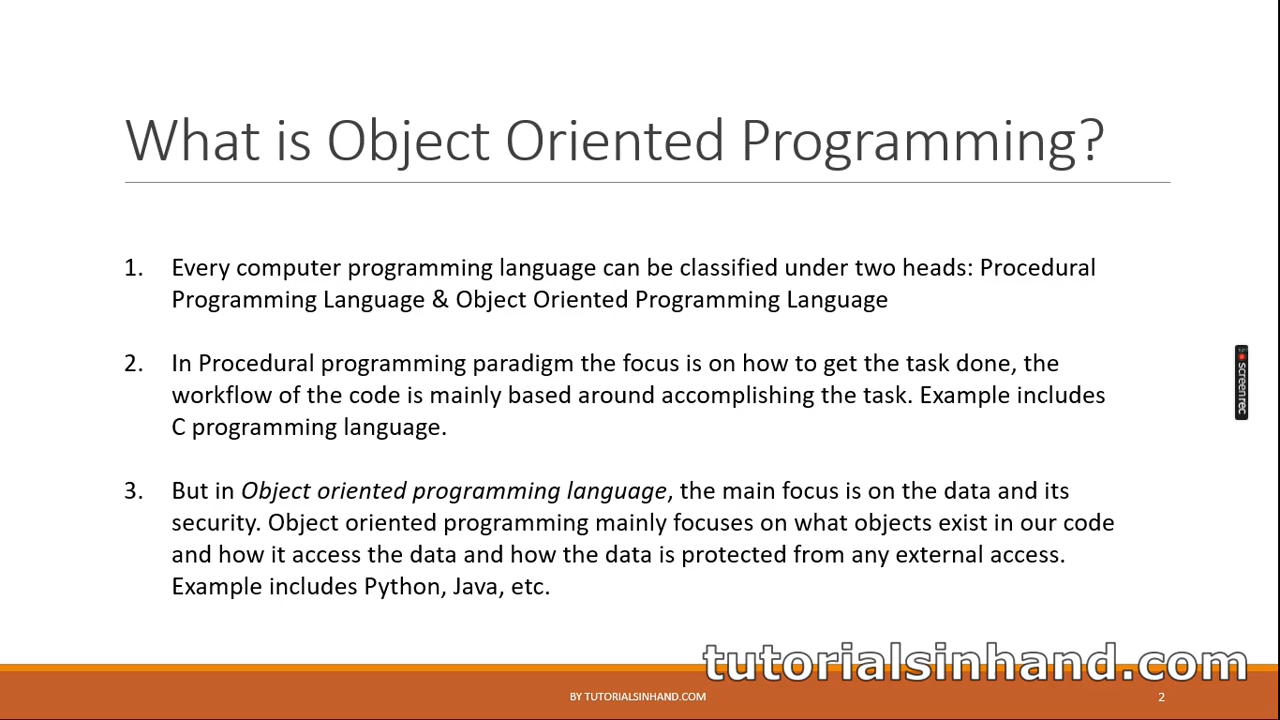 What is Object Oriented Programming?
1. Every computer programming language can be classified under two heads: Procedural
Programming Language & Object Oriented Programming Language
2. In Procedural programming paradigm the focus is on how to get the task done, the
workflow of the code is mainly based around accomplishing the task. Example includes
C programming language.
3. But in Object oriented programming language, the main focus is on the data and its
security. Object oriented programming mainly focuses on what objects exist in our code
and how it access the data and how the data is protected from any external access.
Example includes Python, Java, etc.
screenrec
tutorialsinhand.com
BY TUTORIALSINHAND.COM
2